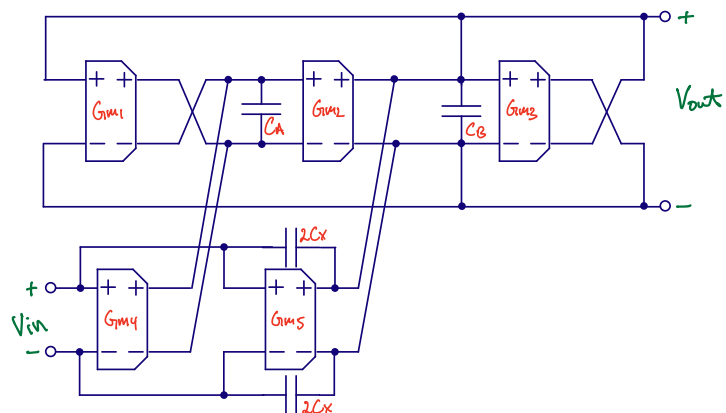 +
+ +
+ +
+ +
Gm1
CA
Gm2
CB
Gm3
Vout
− −
− −
− −
−
2Cx
+
+ +
+ +
Vin
Gm4
Gm5
−
− −
− −
2Cx